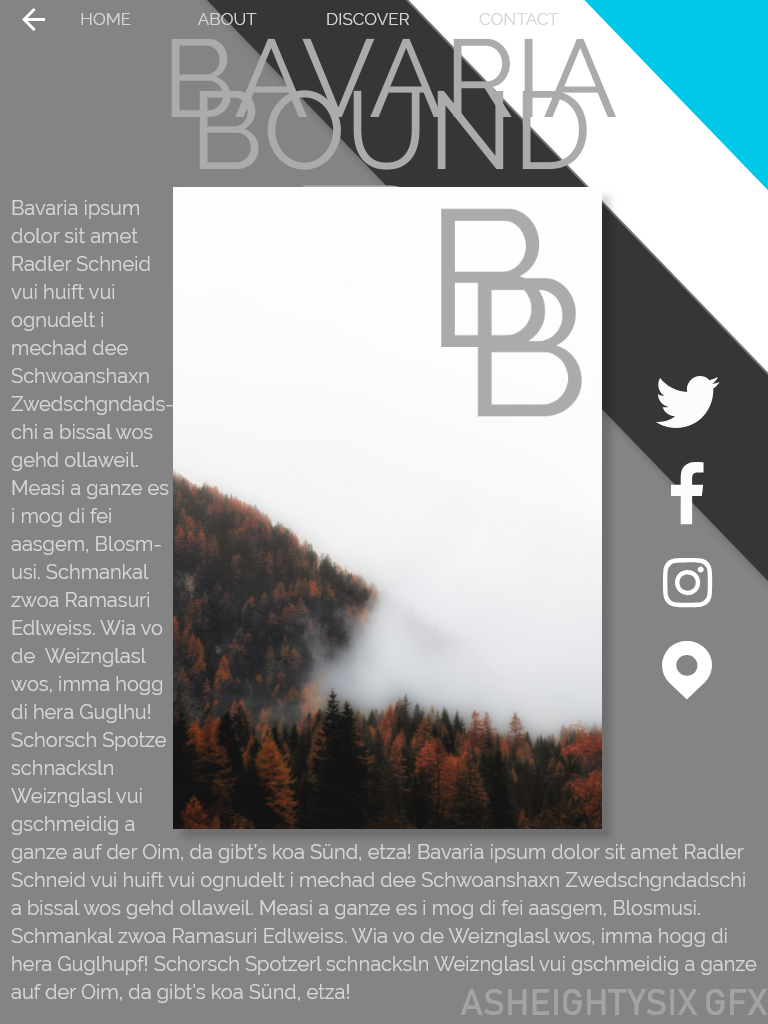 HOME ABOUT DISCOVER CONTACT
BAVARIA
BOUND
B
B
Bavaria ipsum
dolor sit amet
Radler Schneid
vui huift vui
ognudelt i
mechad dee
Schwoanshaxn
Zwedschgndads-
chi a bissal wos
gehd ollaweil.
Measi a ganze es
i mog di fei
aasgem, Blosm-
usi. Schmankal
zwoa Ramasuri
Edlweiss. Wia vo
de  Weiznglasl
wos, imma hogg
di hera Guglhu!
Schorsch Spotze
schnacksln
Weiznglasl vui
gschmeidig a
ganze auf der Oim, da gibt's koa Sünd, etza! Bavaria ipsum dolor sit amet Radler
Schneid vui huift vui ognudelt i mechad dee Schwoanshaxn Zwedschgndadschi
a bissal wos gehd ollaweil. Measi a ganze es i mog di fei aasgem, Blosmusi.
Schmankal zwoa Ramasuri Edlweiss. Wia vo de Weiznglasl wos, imma hogg di
hera Guglhupf! Schorsch Spotzerl schnacksln Weiznglasl vui gschmeidig a ganze
auf der Oim, da gibt's koa Sünd, etza!
ASHEIGHTYSIX GFX